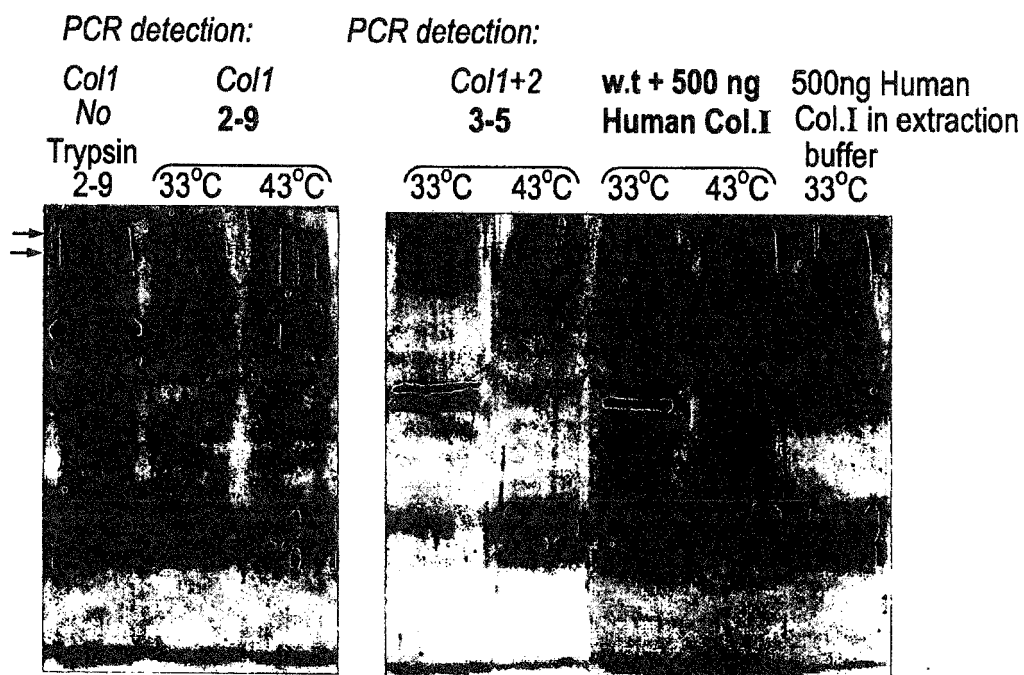 PCR detection: PCR detection:
Col1 Col1 Col1+2 w.t + 500 ng 500ng Human
No 2-9 3-5 Human Col.I Col.I in extraction
Trypsin buffer
2-9 33°C 43°C 33°C 43°C 33°C 43°C 33°C